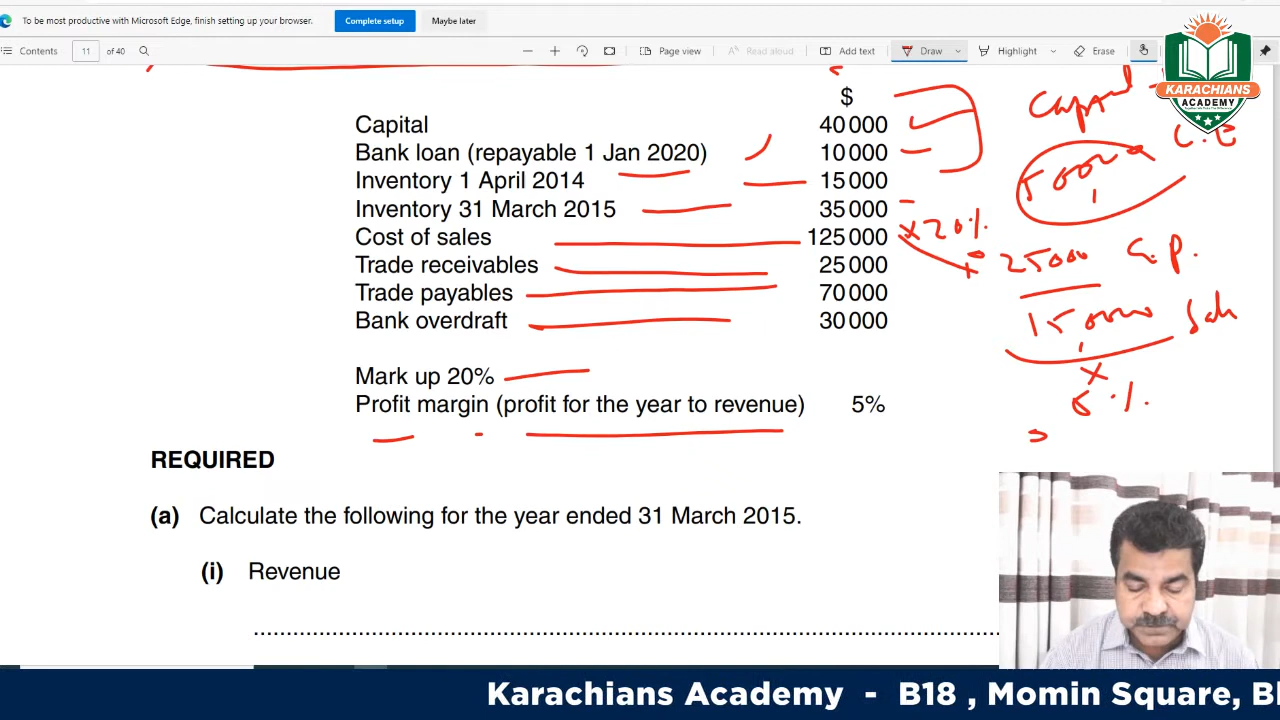 To be most productive with Microsoft Edge, finish setting up your browser. Complete setup Maybe later
Contents 11 of 40 Page view Read aloud Add text Draw Highlight Erase
KARACHIANS
ACADEMY
$
Capital 40 000
Bank loan (repayable 1 Jan 2020) 10 000
C.E
50000
Inventory 1 April 2014 15 000
Inventory 31 March 2015 35 000
×20%
Cost of sales 125 000
25000 G.P.
Trade receivables 25 000
Trade payables 70 000
Bank overdraft 30 000
150000
×
5%
Mark up 20%
Profit margin (profit for the year to revenue) 5%
REQUIRED
(a) Calculate the following for the year ended 31 March 2015.
(i) Revenue
Karachians Academy - B18 , Momin Square, Bl